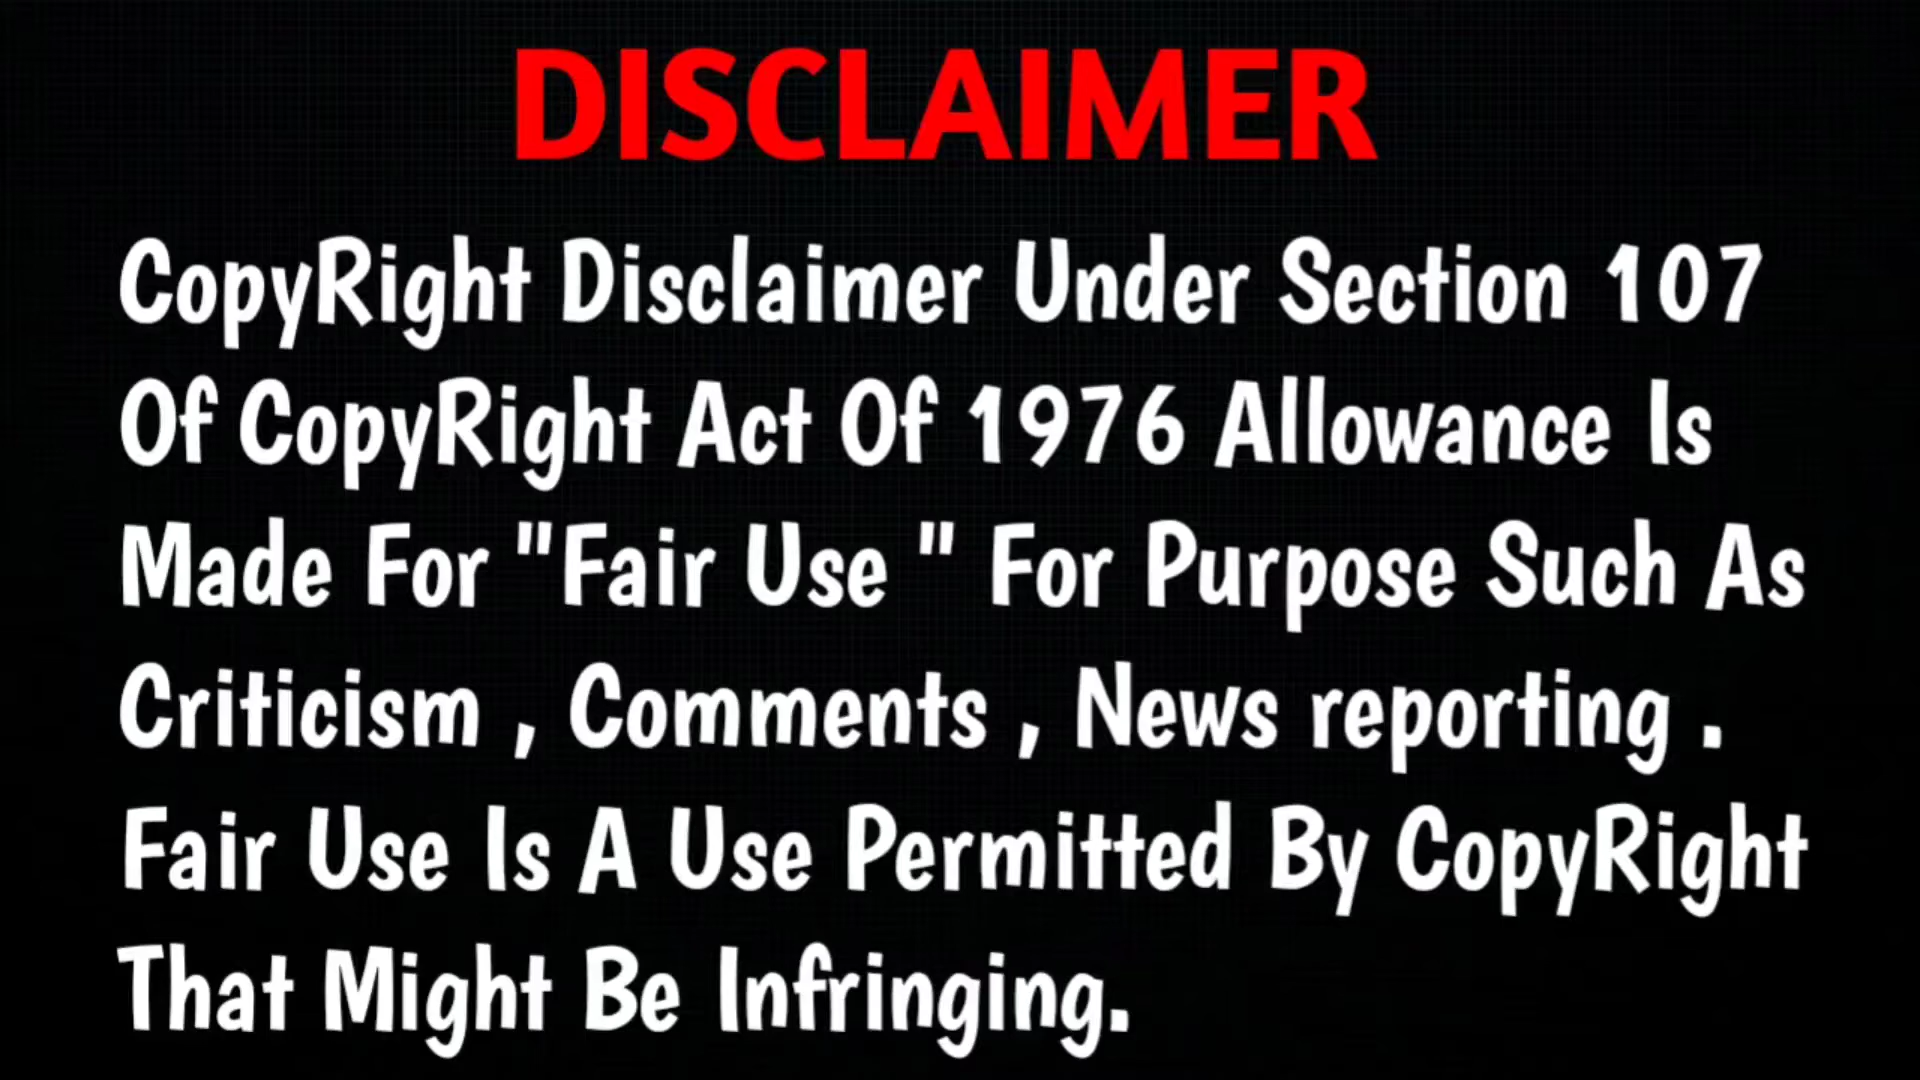 DISCLAIMER
CopyRight Disclaimer Under Section 107
Of CopyRight Act Of 1976 Allowance Is
Made For "Fair Use " For Purpose Such As
Criticism , Comments , News reporting .
Fair Use Is A Use Permitted By CopyRight
That Might Be Infringing.